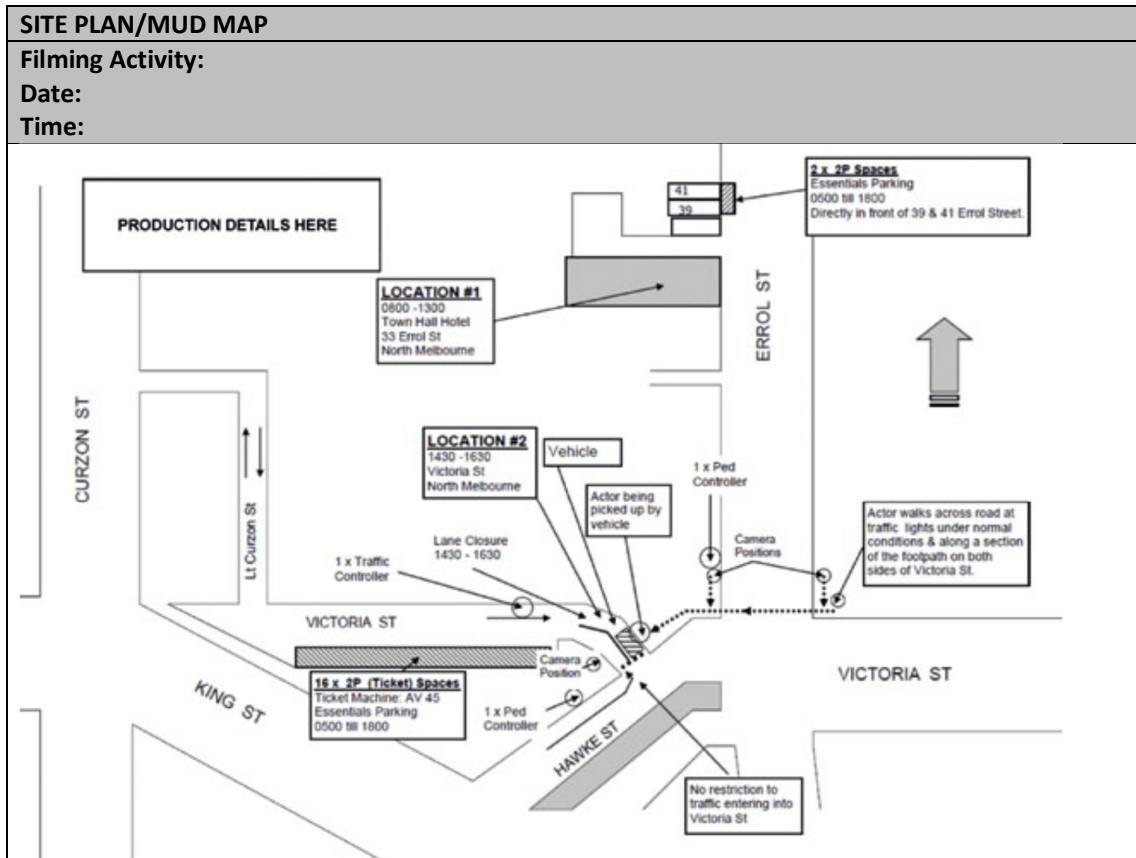 SITE PLAN/MUD MAP
Filming Activity:
Date:
Time:
PRODUCTION DETAILS HERE
41
39
2 x 2P Spaces
Essentials Parking
0500 till 1800
Directly in front of 39 & 41 Errol Street.
LOCATION #1
0800 -1300
Town Hall Hotel
33 Errol St
North Melbourne
ERROL ST
CURZON ST
Lt Curzon St
LOCATION #2
1430 -1630
Victoria St
North Melbourne
Vehicle
Actor being
picked up by
vehicle
1 x Ped
Controller
Camera
Positions
Actor walks across road at
traffic lights under normal
conditions & along a section
of the footpath on both
sides of Victoria St.
Lane Closure
1430 - 1630
1 x Traffic
Controller
VICTORIA ST
Camera
Position
16 x 2P (Ticket) Spaces
Ticket Machine: AV 45
Essentials Parking
0500 till 1800
KING ST
1 x Ped
Controller
HAWKE ST
VICTORIA ST
No restriction to
traffic entering into
Victoria St